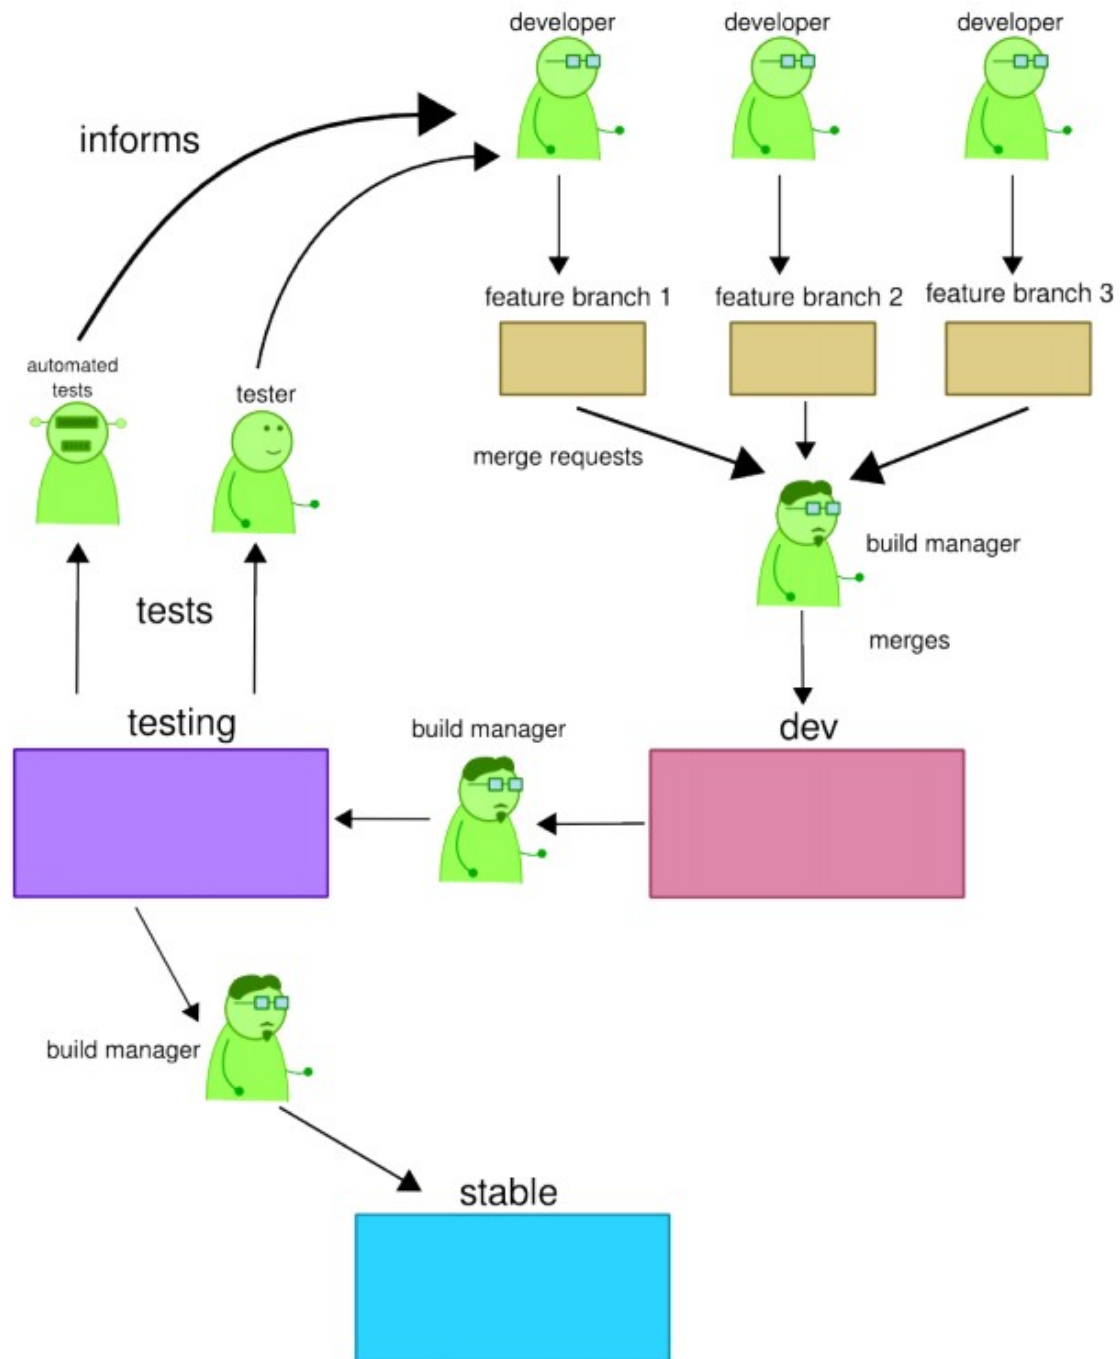 developer
developer
developer
informs
feature branch 1
feature branch 2
feature branch 3
automated
tests
tester
merge requests
build manager
tests
merges
testing
build manager
dev
build manager
stable